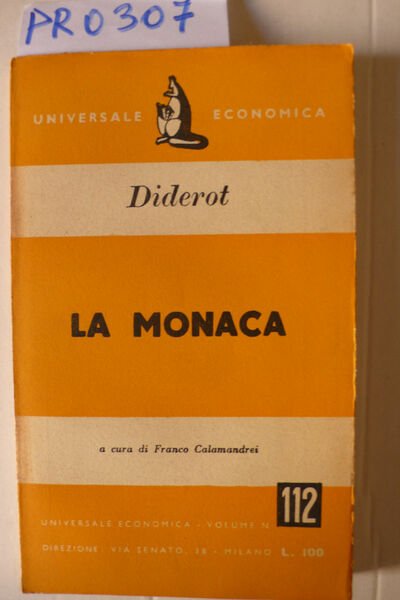 PRO307
UNIVERSALE ECONOMICA
Diderot
LA MONACA
a cura di Franco Calamandrei
UNIVERSALE ECONOMICA - VOLUME N. 112
DIREZIONE: VIA SENATO, 38 - MILANO L. 100